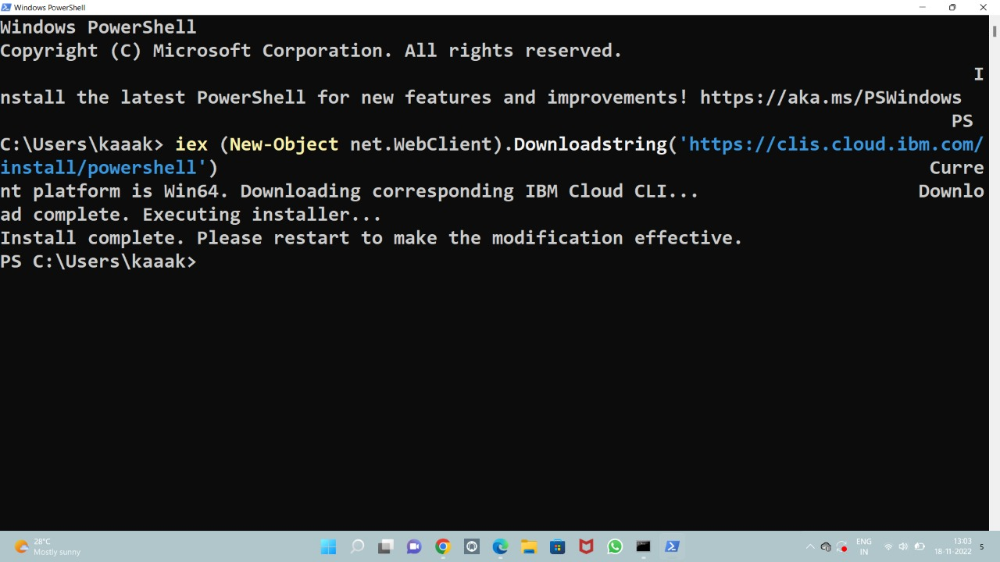 Windows PowerShell
Windows PowerShell
Copyright (C) Microsoft Corporation. All rights reserved.
I
nstall the latest PowerShell for new features and improvements! https://aka.ms/PSWindows
PS
C:\Users\kaaak> iex (New-Object net.WebClient).Downloadstring('https://clis.cloud.ibm.com/
install/powershell') Curre
nt platform is Win64. Downloading corresponding IBM Cloud CLI... Downlo
ad complete. Executing installer...
Install complete. Please restart to make the modification effective.
PS C:\Users\kaaak>
28°C
Mostly sunny
ENG
IN
13:03
18-11-2022
5